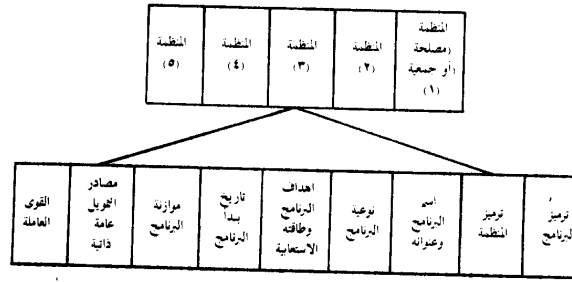 المنظمة
(مصلحة
أو جمعية)
(١)
المنظمة
(٢)
المنظمة
(٣)
المنظمة
(٤)
المنظمة
(٥)
ترميز
البرنامج
ترميز
المنظمة
اسم
البرنامج
وعنوانه
نوعية
البرنامج
اهداف
البرنامج
وطاقته
الاستعابية
تاريخ
بدأ
البرنامج
موازنة
البرنامج
مصادر
التمويل
عامة
ذاتية
القوى
العاملة